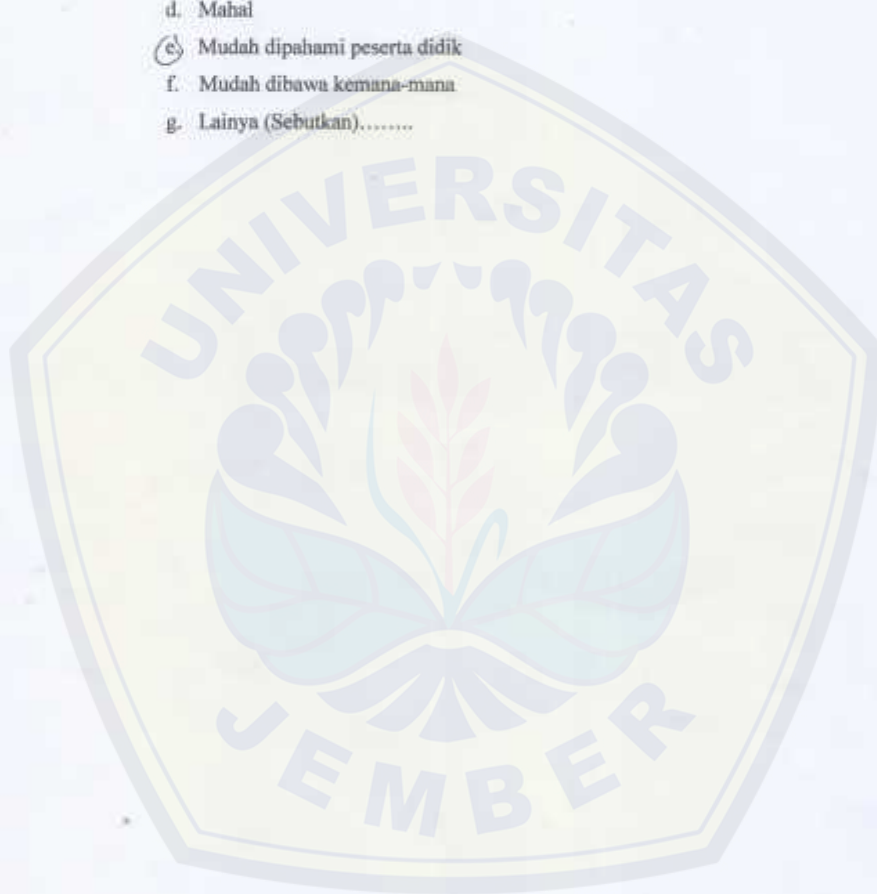 d. Mahal
e. Mudah dipahami peserta didik
f. Mudah dibawa kemana-mana
g. Lainya (Sebutkan)........
UNIVERSITAS
JEMBER